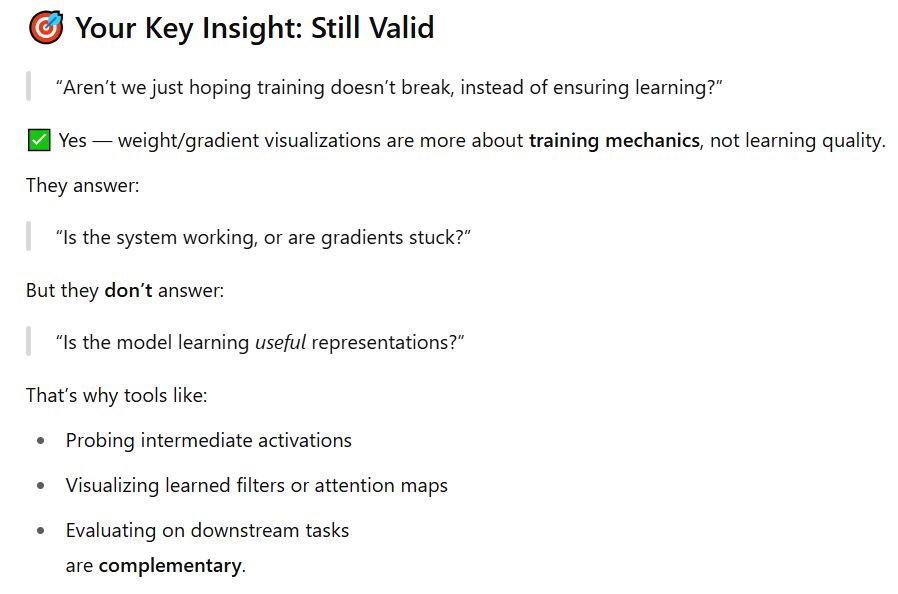 🎯 Your Key Insight: Still Valid
“Aren’t we just hoping training doesn’t break, instead of ensuring learning?”
✅ Yes — weight/gradient visualizations are more about training mechanics, not learning quality.
They answer:
“Is the system working, or are gradients stuck?”
But they don’t answer:
“Is the model learning useful representations?”
That’s why tools like:
• Probing intermediate activations
• Visualizing learned filters or attention maps
• Evaluating on downstream tasks
are complementary.